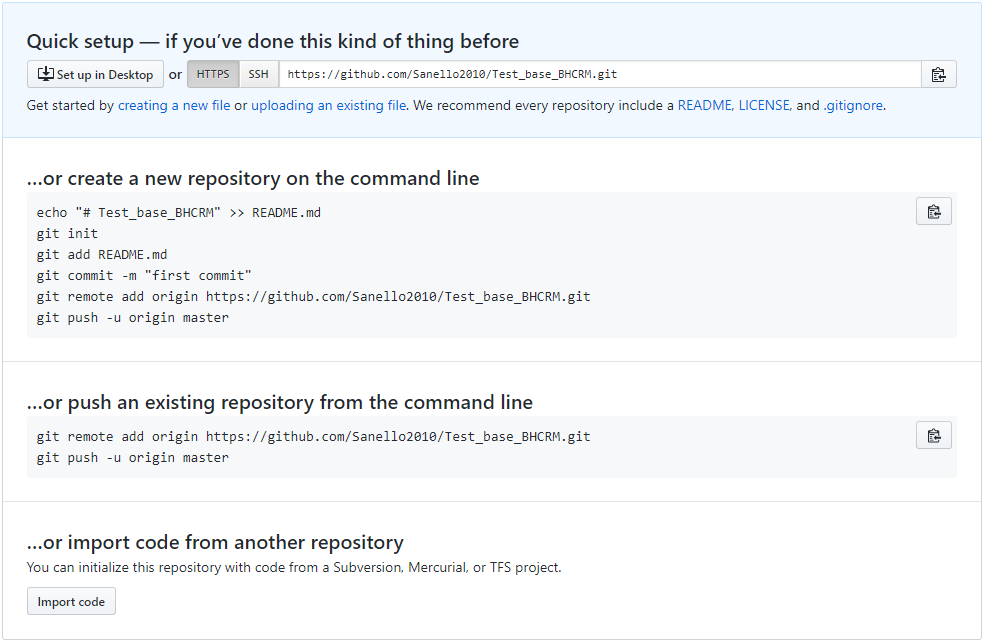 Quick setup — if you’ve done this kind of thing before
Set up in Desktop or HTTPS SSH https://github.com/Sanello2010/Test_base_BHCRM.git
Get started by creating a new file or uploading an existing file. We recommend every repository include a README, LICENSE, and .gitignore.
…or create a new repository on the command line
echo "# Test_base_BHCRM" >> README.md
git init
git add README.md
git commit -m "first commit"
git remote add origin https://github.com/Sanello2010/Test_base_BHCRM.git
git push -u origin master
…or push an existing repository from the command line
git remote add origin https://github.com/Sanello2010/Test_base_BHCRM.git
git push -u origin master
…or import code from another repository
You can initialize this repository with code from a Subversion, Mercurial, or TFS project.
Import code